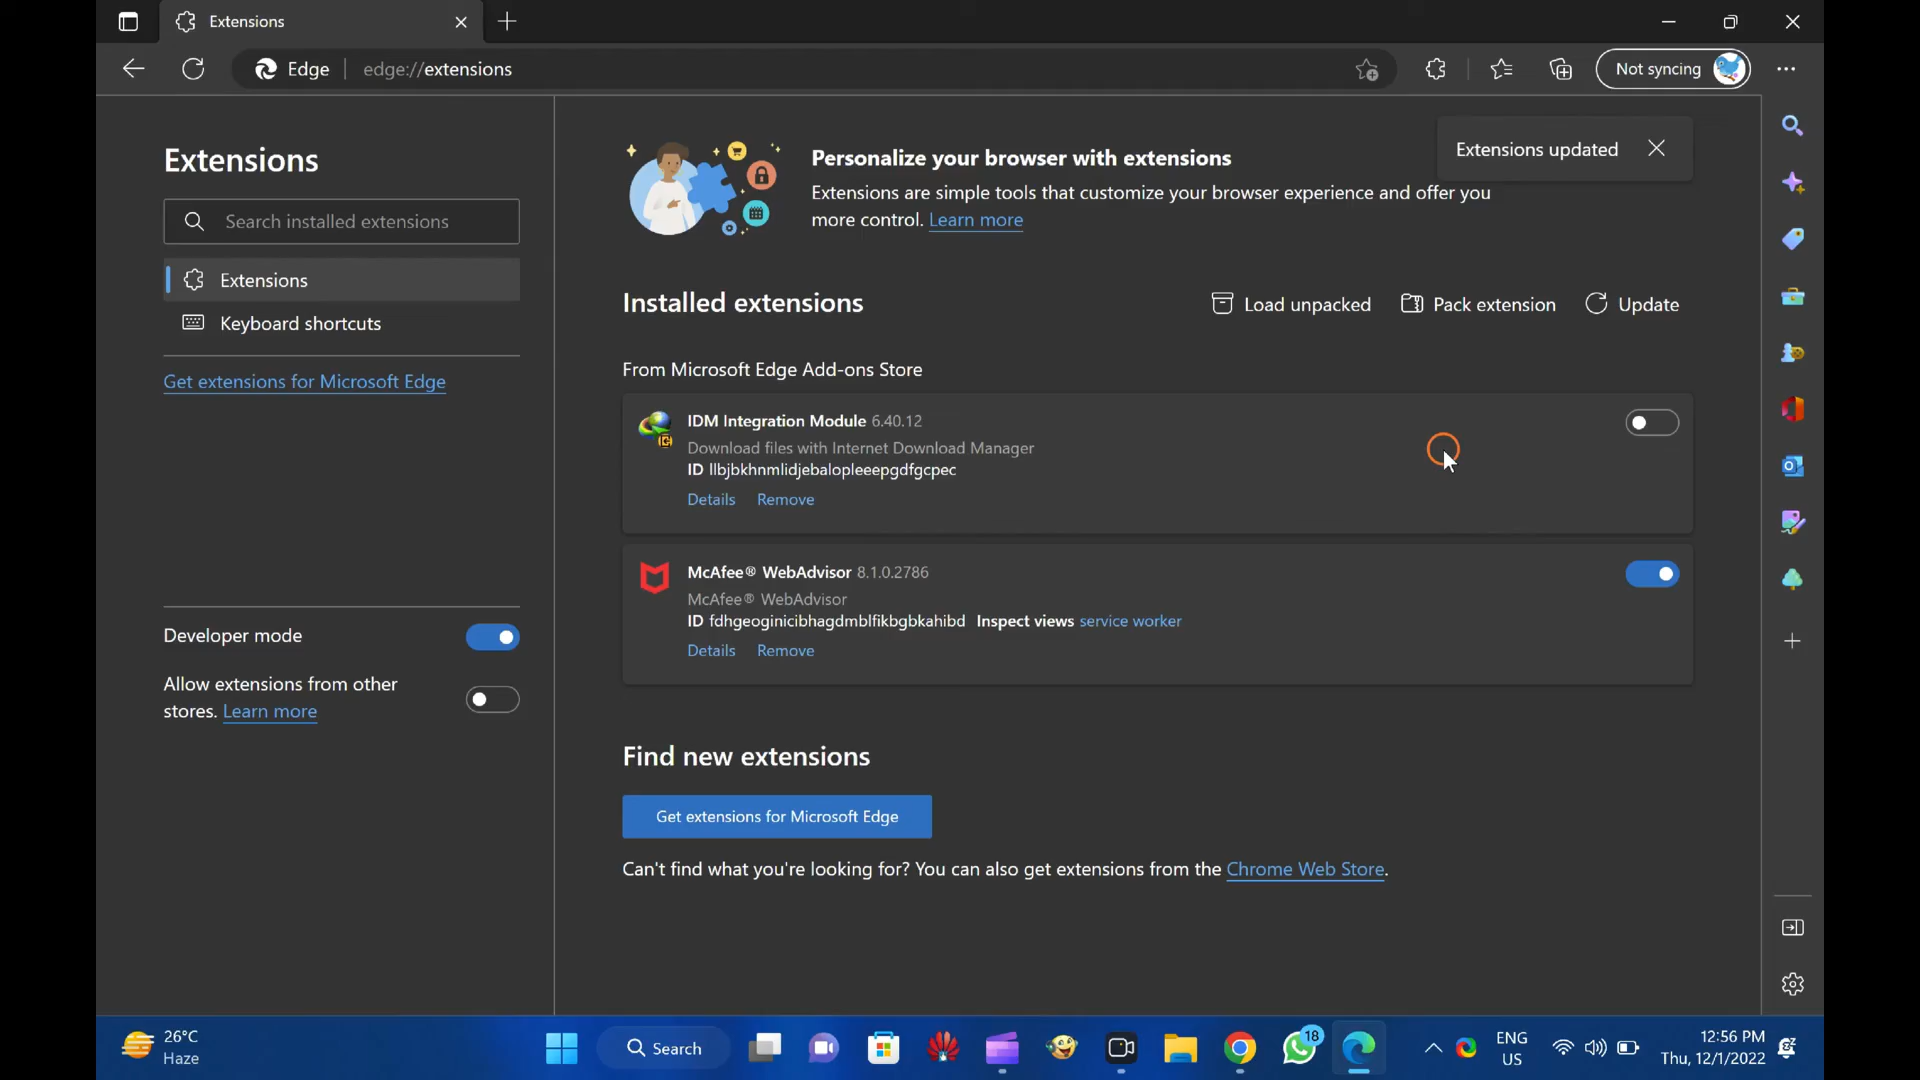 Extensions
Edge
edge://extensions
Not syncing
Extensions
Search installed extensions
Extensions
Keyboard shortcuts
Get extensions for Microsoft Edge
Developer mode
Allow extensions from other
stores. Learn more
Personalize your browser with extensions
Extensions are simple tools that customize your browser experience and offer you
more control. Learn more
Extensions updated
Installed extensions
Load unpacked
Pack extension
Update
From Microsoft Edge Add-ons Store
IDM Integration Module 6.40.12
Download files with Internet Download Manager
ID llbjbkhnmlidjebalopleeepgdfgcpec
Details Remove
McAfee® WebAdvisor 8.1.0.2786
McAfee® WebAdvisor
ID fdhgeoginicibhagdmblfikbgbkahibd Inspect views service worker
Details Remove
Find new extensions
Get extensions for Microsoft Edge
Can't find what you're looking for? You can also get extensions from the Chrome Web Store.
26°C
Haze
Search
18
ENG
US
12:56 PM
Thu, 12/1/2022